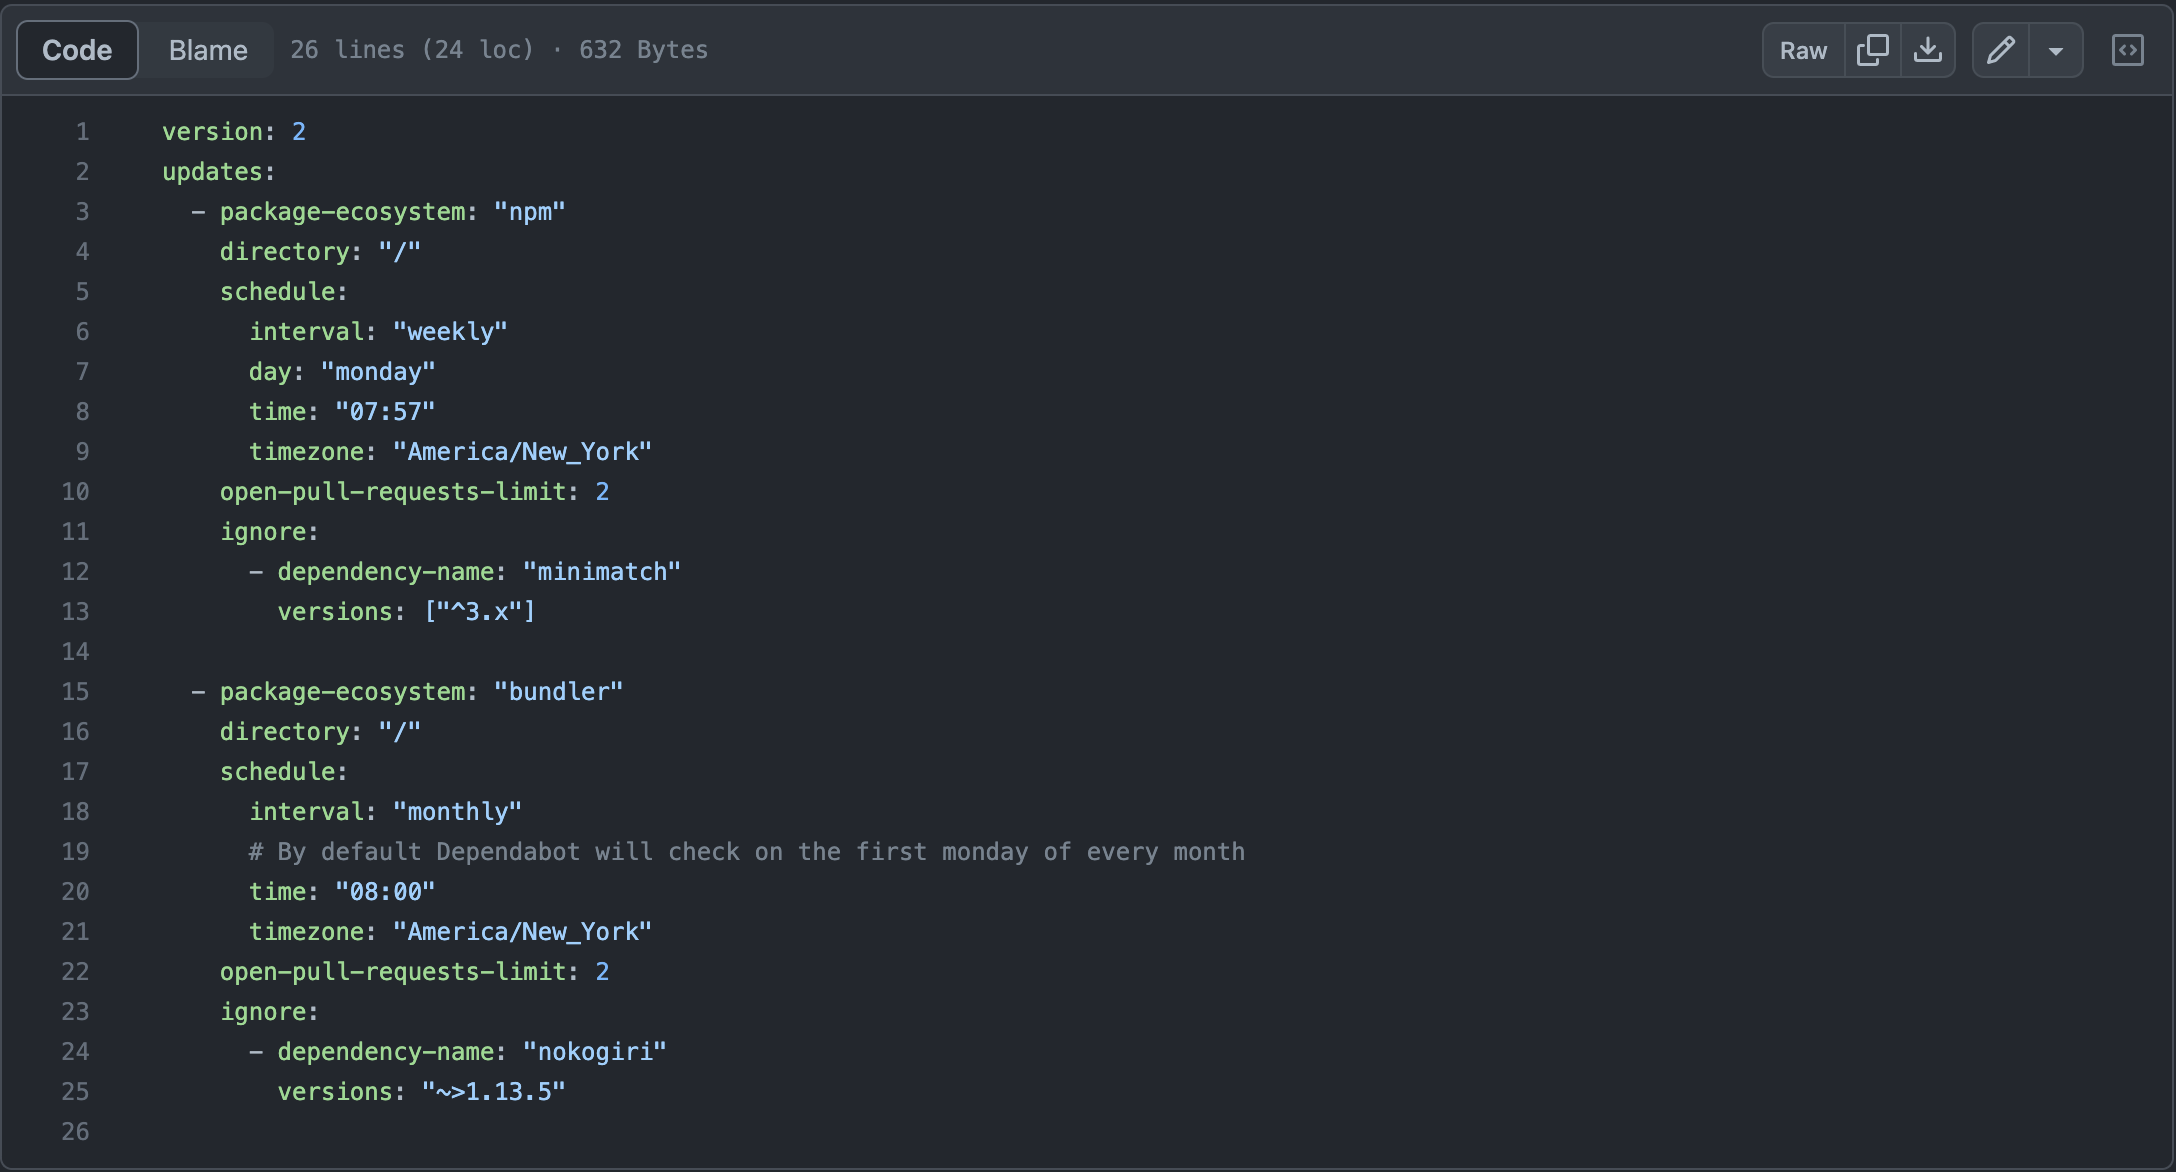 Code Blame 26 lines (24 loc) · 632 Bytes Raw
1 version: 2
2 updates:
3   - package-ecosystem: "npm"
4     directory: "/"
5     schedule:
6       interval: "weekly"
7       day: "monday"
8       time: "07:57"
9       timezone: "America/New_York"
10     open-pull-requests-limit: 2
11     ignore:
12       - dependency-name: "minimatch"
13         versions: ["^3.x"]
14
15   - package-ecosystem: "bundler"
16     directory: "/"
17     schedule:
18       interval: "monthly"
19       # By default Dependabot will check on the first monday of every month
20       time: "08:00"
21       timezone: "America/New_York"
22     open-pull-requests-limit: 2
23     ignore:
24       - dependency-name: "nokogiri"
25         versions: "~>1.13.5"
26